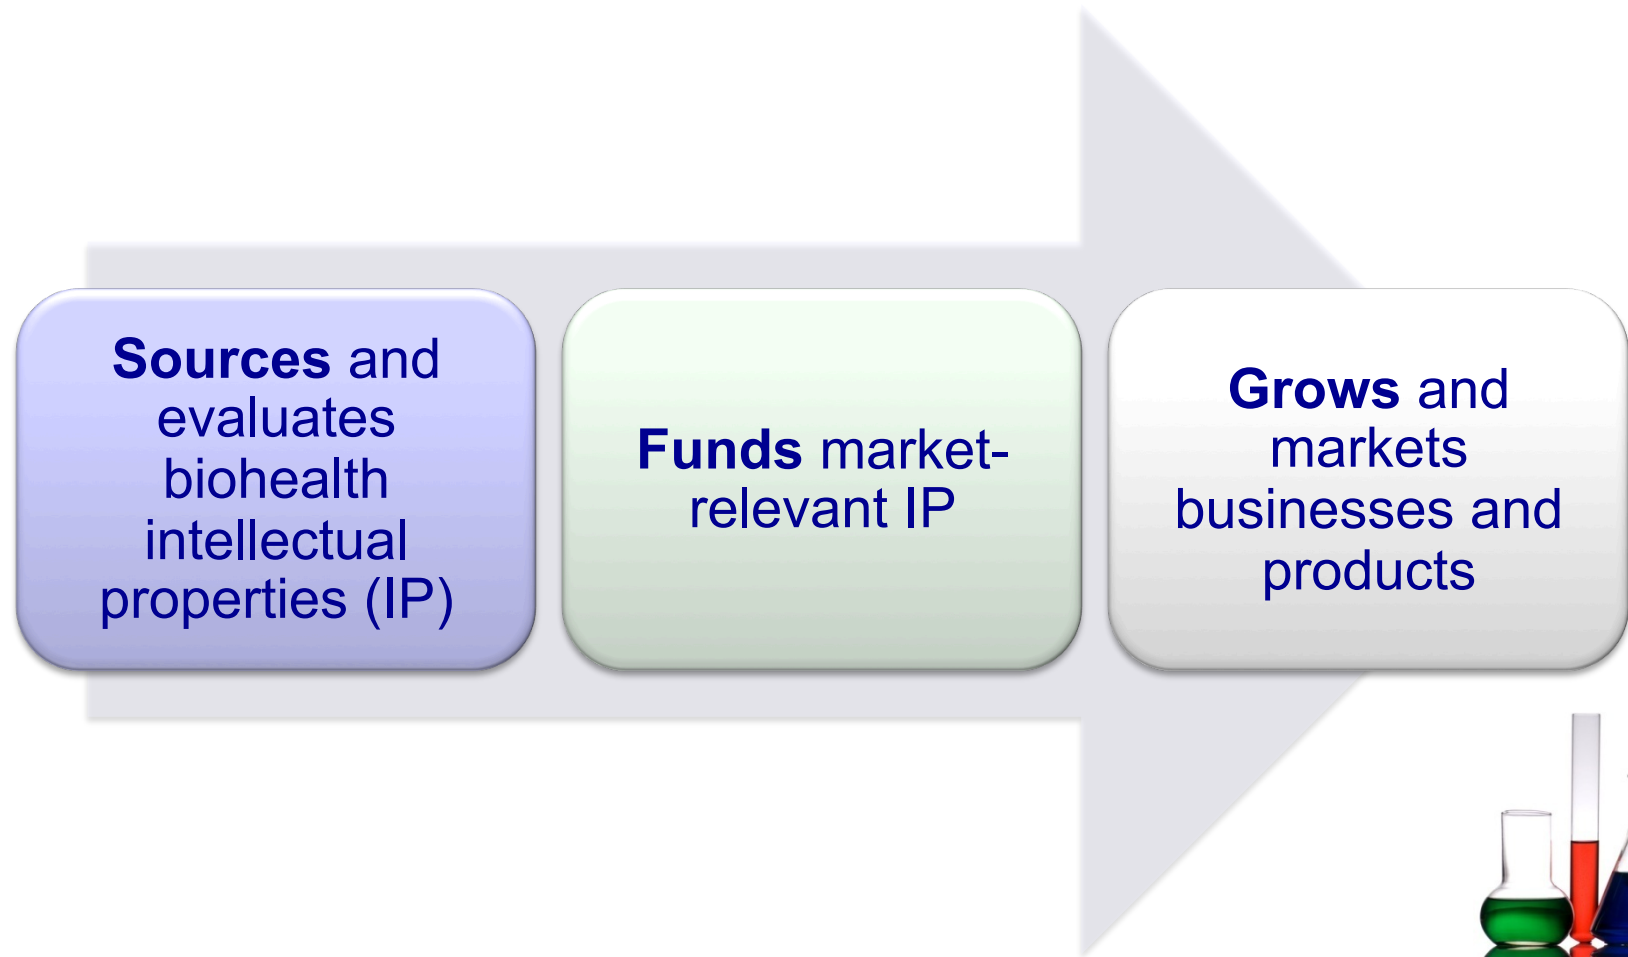 Sources and
evaluates
biohealth
intellectual
properties (IP)
Funds market-
relevant IP
Grows and
markets
businesses and
products